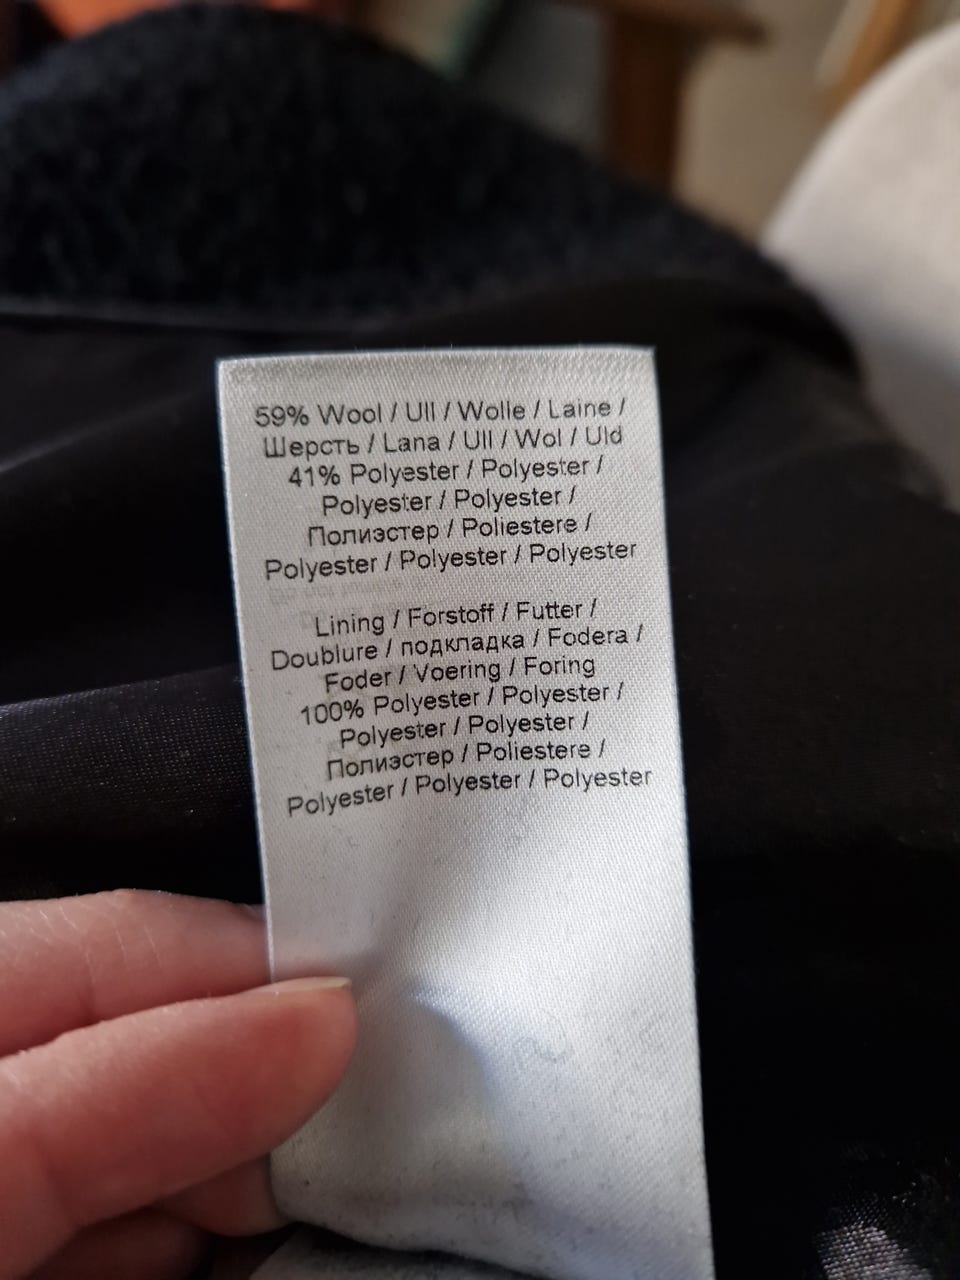 59% Wool / Ull / Wolle / Laine /
Шерсть / Lana / Ull / Wol / Uld
41% Polyester / Polyester /
Polyester / Polyester /
Полиэстер / Poliestere /
Polyester / Polyester / Polyester
Lining / Forstoff / Futter /
Doublure / подкладка / Fodera /
Foder / Voering / Foring
100% Polyester / Polyester /
Polyester / Polyester /
Полиэстер / Poliestere /
Polyester / Polyester / Polyester